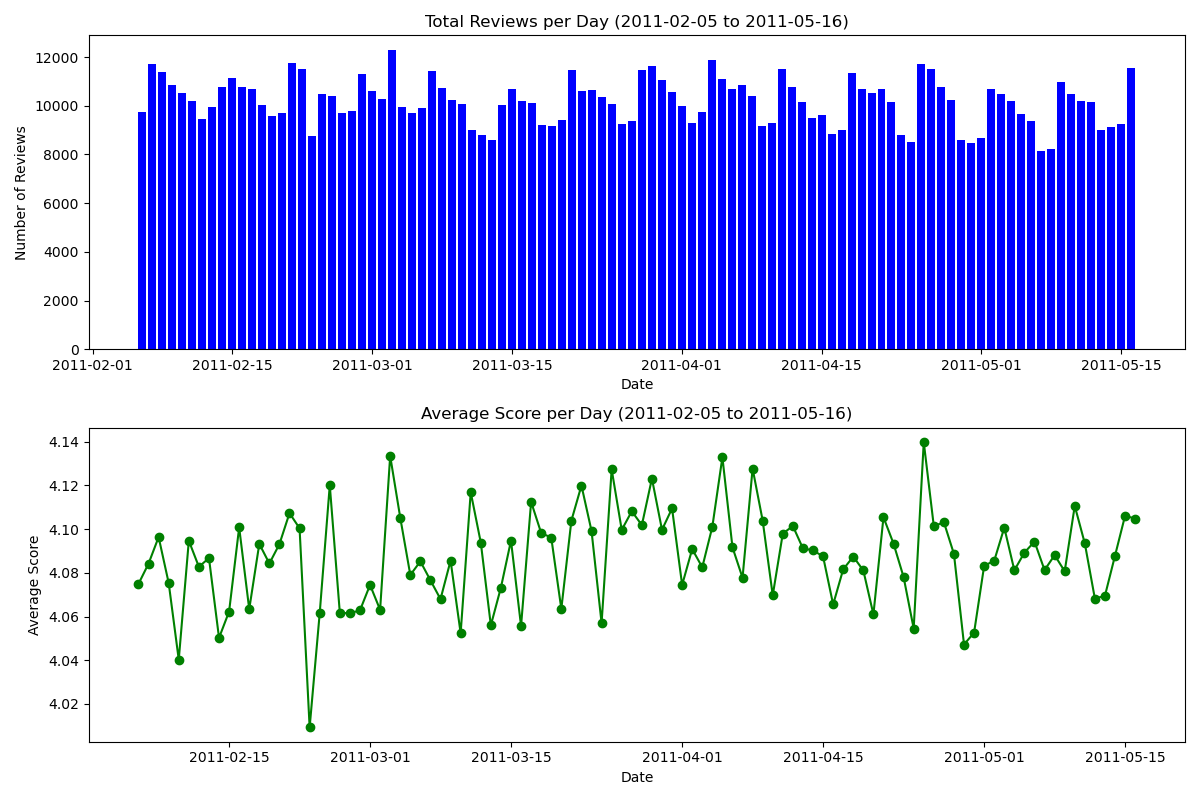 Total Reviews per Day (2011-02-05 to 2011-05-16)
12000
10000
8000
6000
4000
2000
0
Number of Reviews
2011-02-01 2011-02-15 2011-03-01 2011-03-15 2011-04-01 2011-04-15 2011-05-01 2011-05-15
Date
Average Score per Day (2011-02-05 to 2011-05-16)
4.14
4.12
4.10
4.08
4.06
4.04
4.02
Average Score
2011-02-15 2011-03-01 2011-03-15 2011-04-01 2011-04-15 2011-05-01 2011-05-15
Date